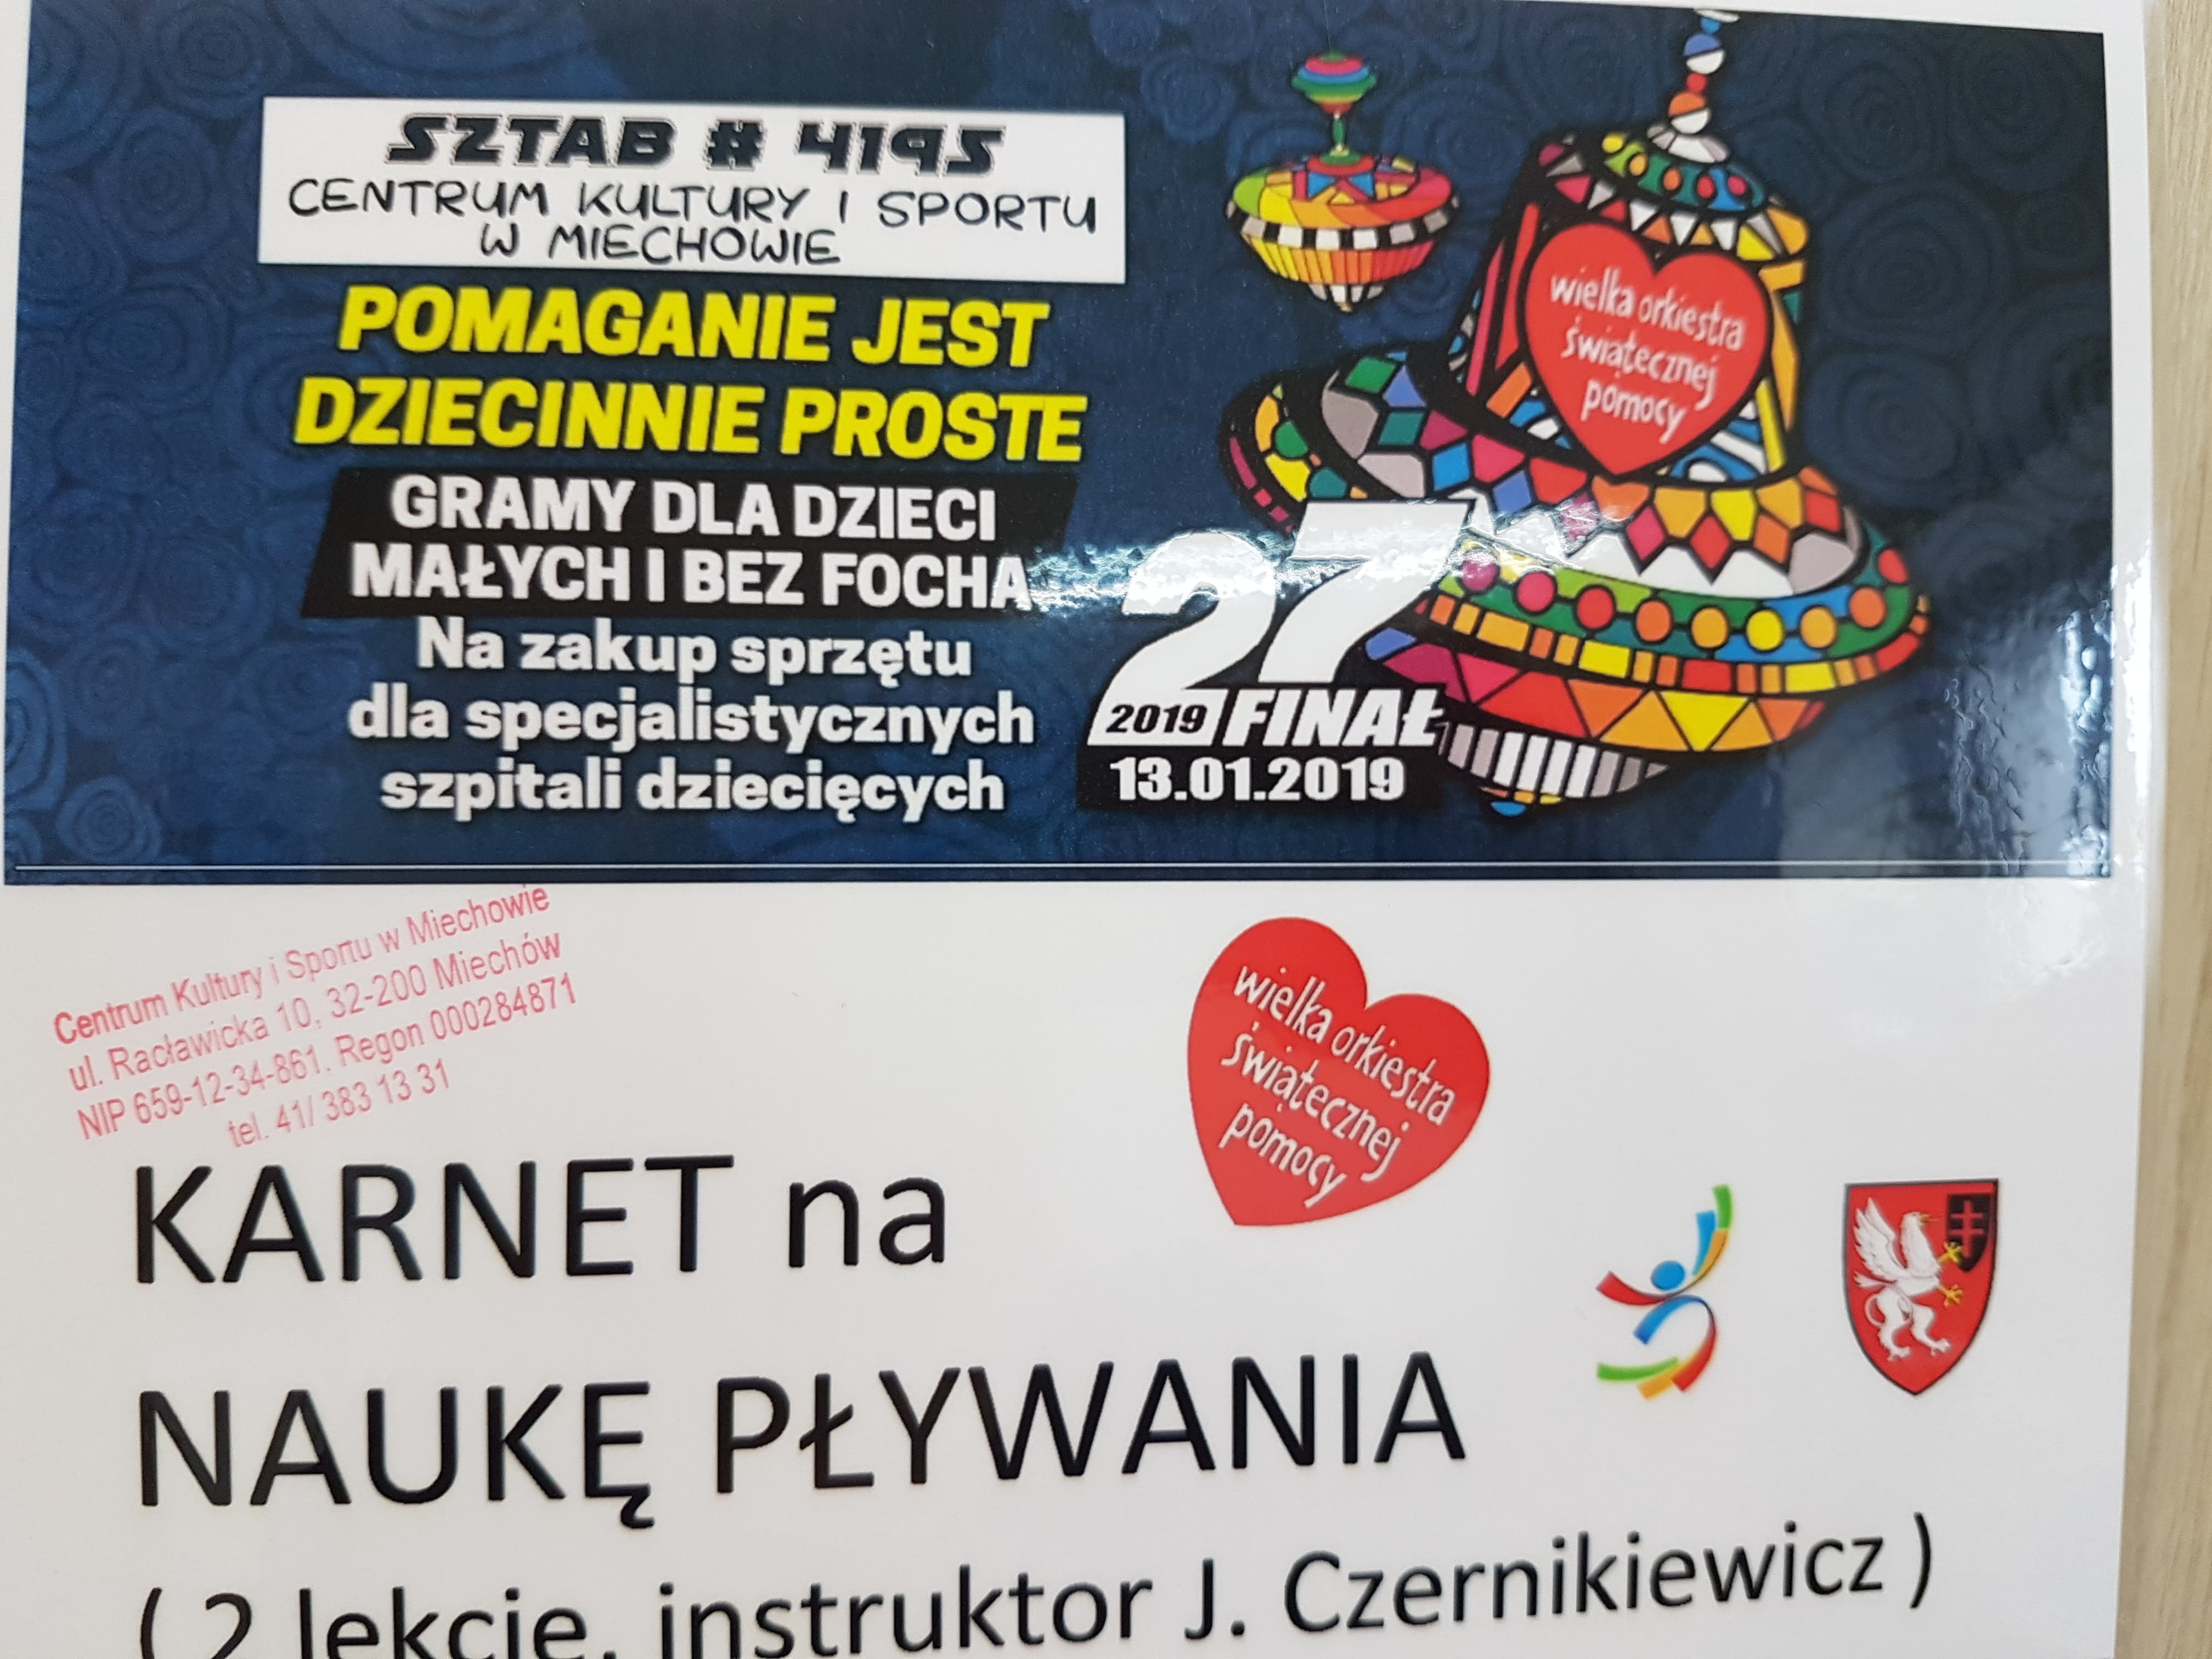 SZTAB # 4195
CENTRUM KULTURY I SPORTU
W MIECHOWIE
POMAGANIE JEST
DZIECINNIE PROSTE
GRAMY DLA DZIECI
MAŁYCH I BEZ FOCHA
Na zakup sprzętu
dla specjalistycznych
szpitali dziecięcych
wielka orkiestra
świątecznej
pomocy
27
2019 FINAŁ
13.01.2019
Centrum Kultury i Sportu w Miechowie
ul. Racławicka 10, 32-200 Miechów
NIP 659-12-34-861, Regon 000284871
tel. 41/ 383 13 31
wielka orkiestra
świątecznej
pomocy
KARNET na
NAUKĘ PŁYWANIA
( 2 lekcje, instruktor J. Czernikiewicz )